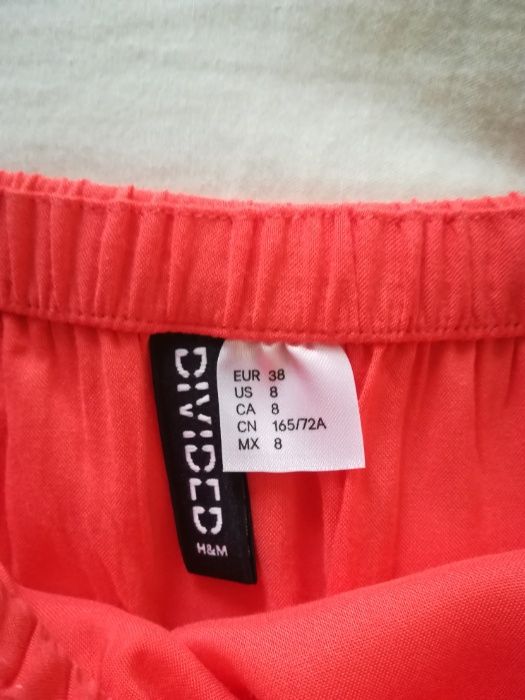 DIVIDED
H&M
EUR 38
US 8
CA 8
CN 165/72A
MX 8